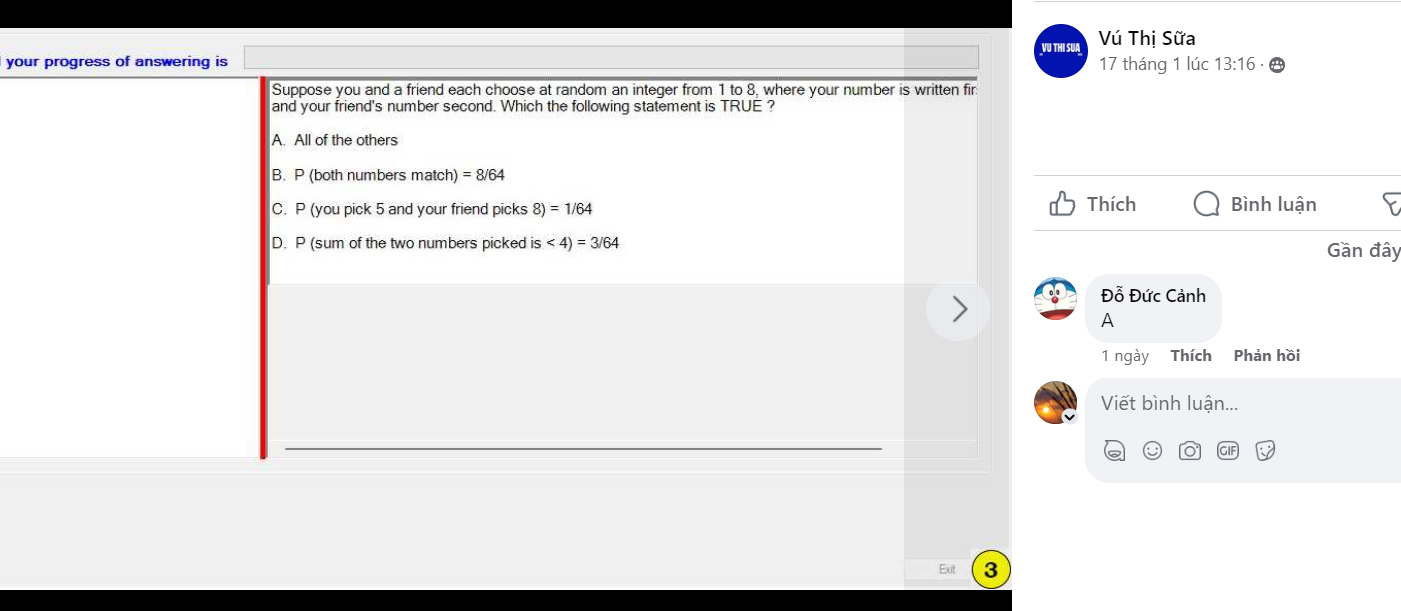 your progress of answering is
Suppose you and a friend each choose at random an integer from 1 to 8, where your number is written fir
and your friend's number second. Which the following statement is TRUE ?
A. All of the others
B. P (both numbers match) = 8/64
C. P (you pick 5 and your friend picks 8) = 1/64
D. P (sum of the two numbers picked is < 4) = 3/64
Exit
3
VU THI SUA
Vú Thị Sữa
17 tháng 1 lúc 13:16 ·
Thích
Bình luận
Gần đây
Đỗ Đức Cảnh
A
1 ngày Thích Phản hồi
Viết bình luận...
GIF